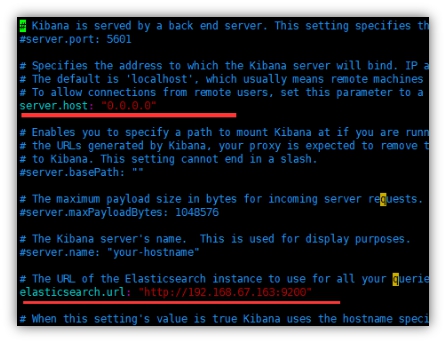 # Kibana is served by a back end server. This setting specifies th
#server.port: 5601
# Specifies the address to which the Kibana server will bind. IP a
# The default is 'localhost', which usually means remote machines
# To allow connections from remote users, set this parameter to a
server.host: "0.0.0.0"
# Enables you to specify a path to mount Kibana at if you are runn
# the URLs generated by Kibana, your proxy is expected to remove t
# to Kibana. This setting cannot end in a slash.
#server.basePath: ""
# The maximum payload size in bytes for incoming server requests.
#server.maxPayloadBytes: 1048576
# The Kibana server's name.  This is used for display purposes.
#server.name: "your-hostname"
# The URL of the Elasticsearch instance to use for all your querie
elasticsearch.url: "http://192.168.67.163:9200"
# When this setting's value is true Kibana uses the hostname speci